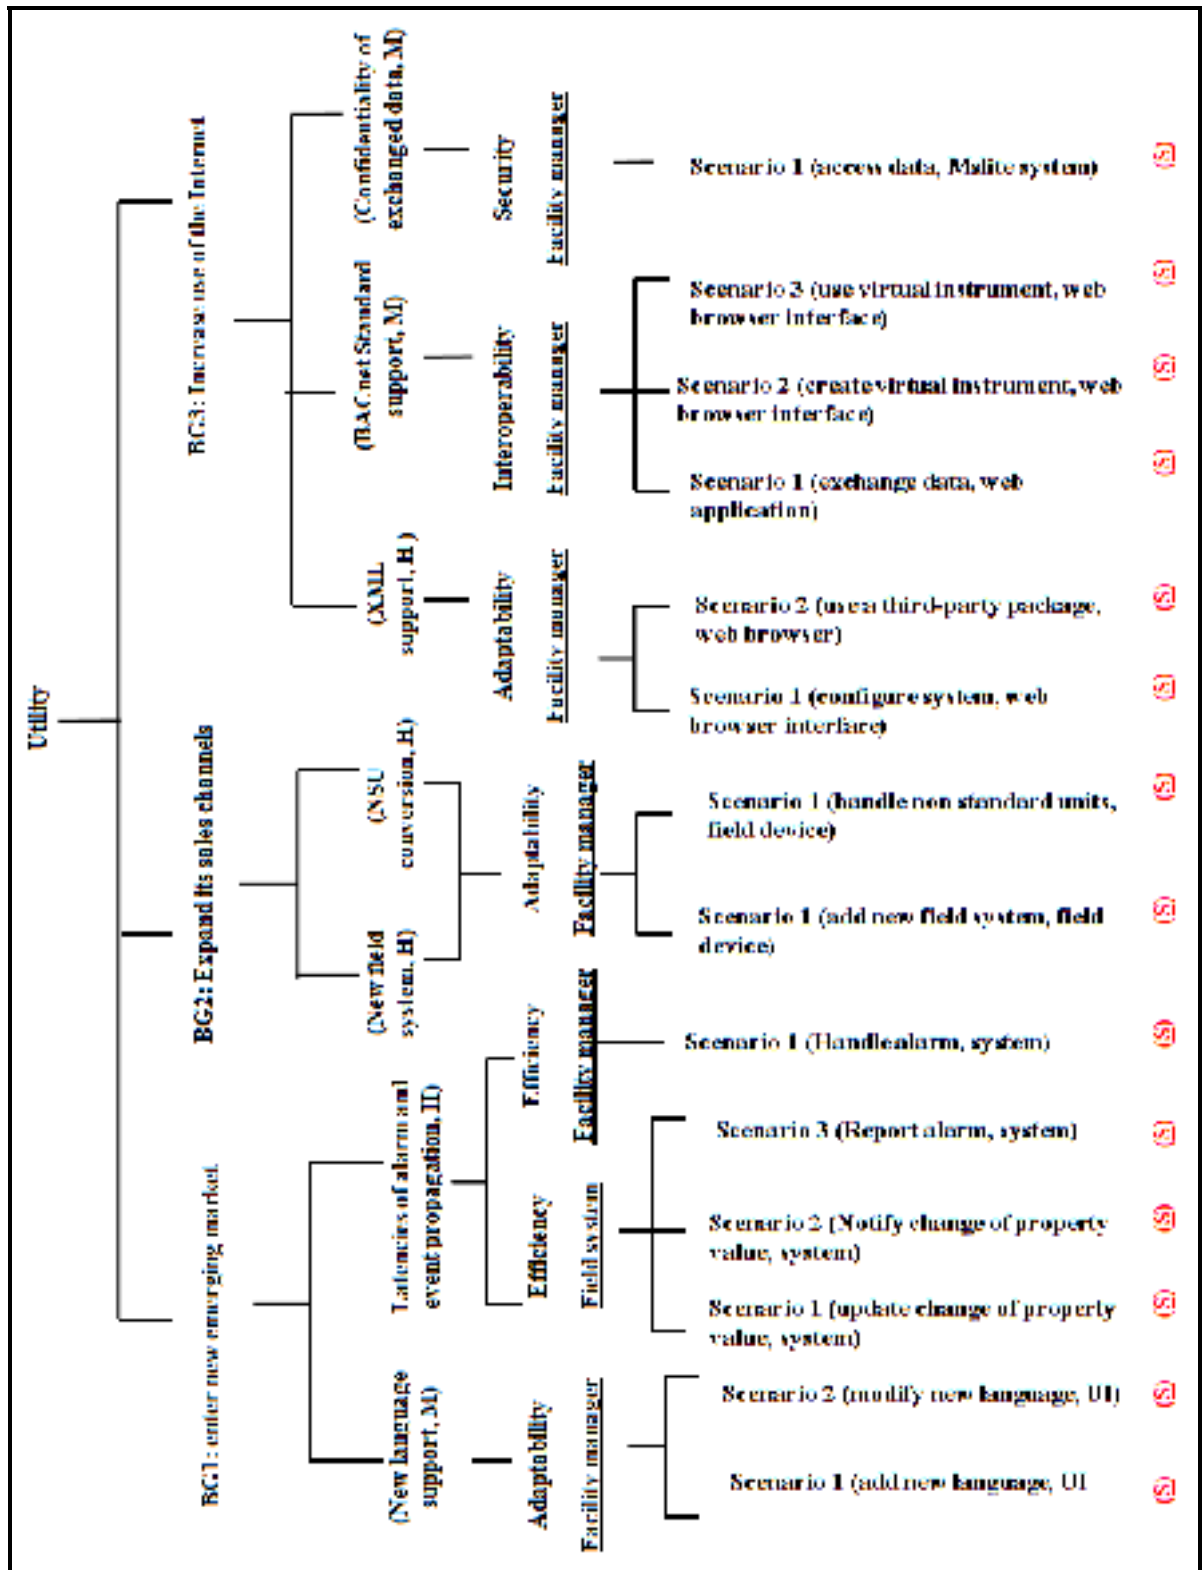 Utility
BG1: enter new emerging market
BG2: Expand its sales channels
BG3: Increase use of the Internet
(New language
support, M)
Latencies of alarm and
event propagation, H)
(New field
system, H)
(NSU
conversion, H)
(XML
support, H)
(BACnet Standard
support, M)
(Confidentiality of
exchanged data, M)
Adaptability
Efficiency
Efficiency
Adaptability
Adaptability
Interoperability
Security
Facility manager
Field system
Facility manager
Facility manager
Facility manager
Facility manager
Facility manager
Scenario 1 (access data, Mslite system)
Scenario 3 (use virtual instrument, web
browser interface)
Scenario 2 (create virtual instrument, web
browser interface)
Scenario 1 (exchange data, web
application)
Scenario 2 (use a third-party package,
web browser)
Scenario 1 (configure system, web
browser interface)
Scenario 1 (handle non standard units,
field device)
Scenario 1 (add new field system, field
device)
Scenario 1 (Handle alarm, system)
Scenario 3 (Report alarm, system)
Scenario 2 (Notify change of property
value, system)
Scenario 1 (update change of property
value, system)
Scenario 2 (modify new language, UI)
Scenario 1 (add new language, UI